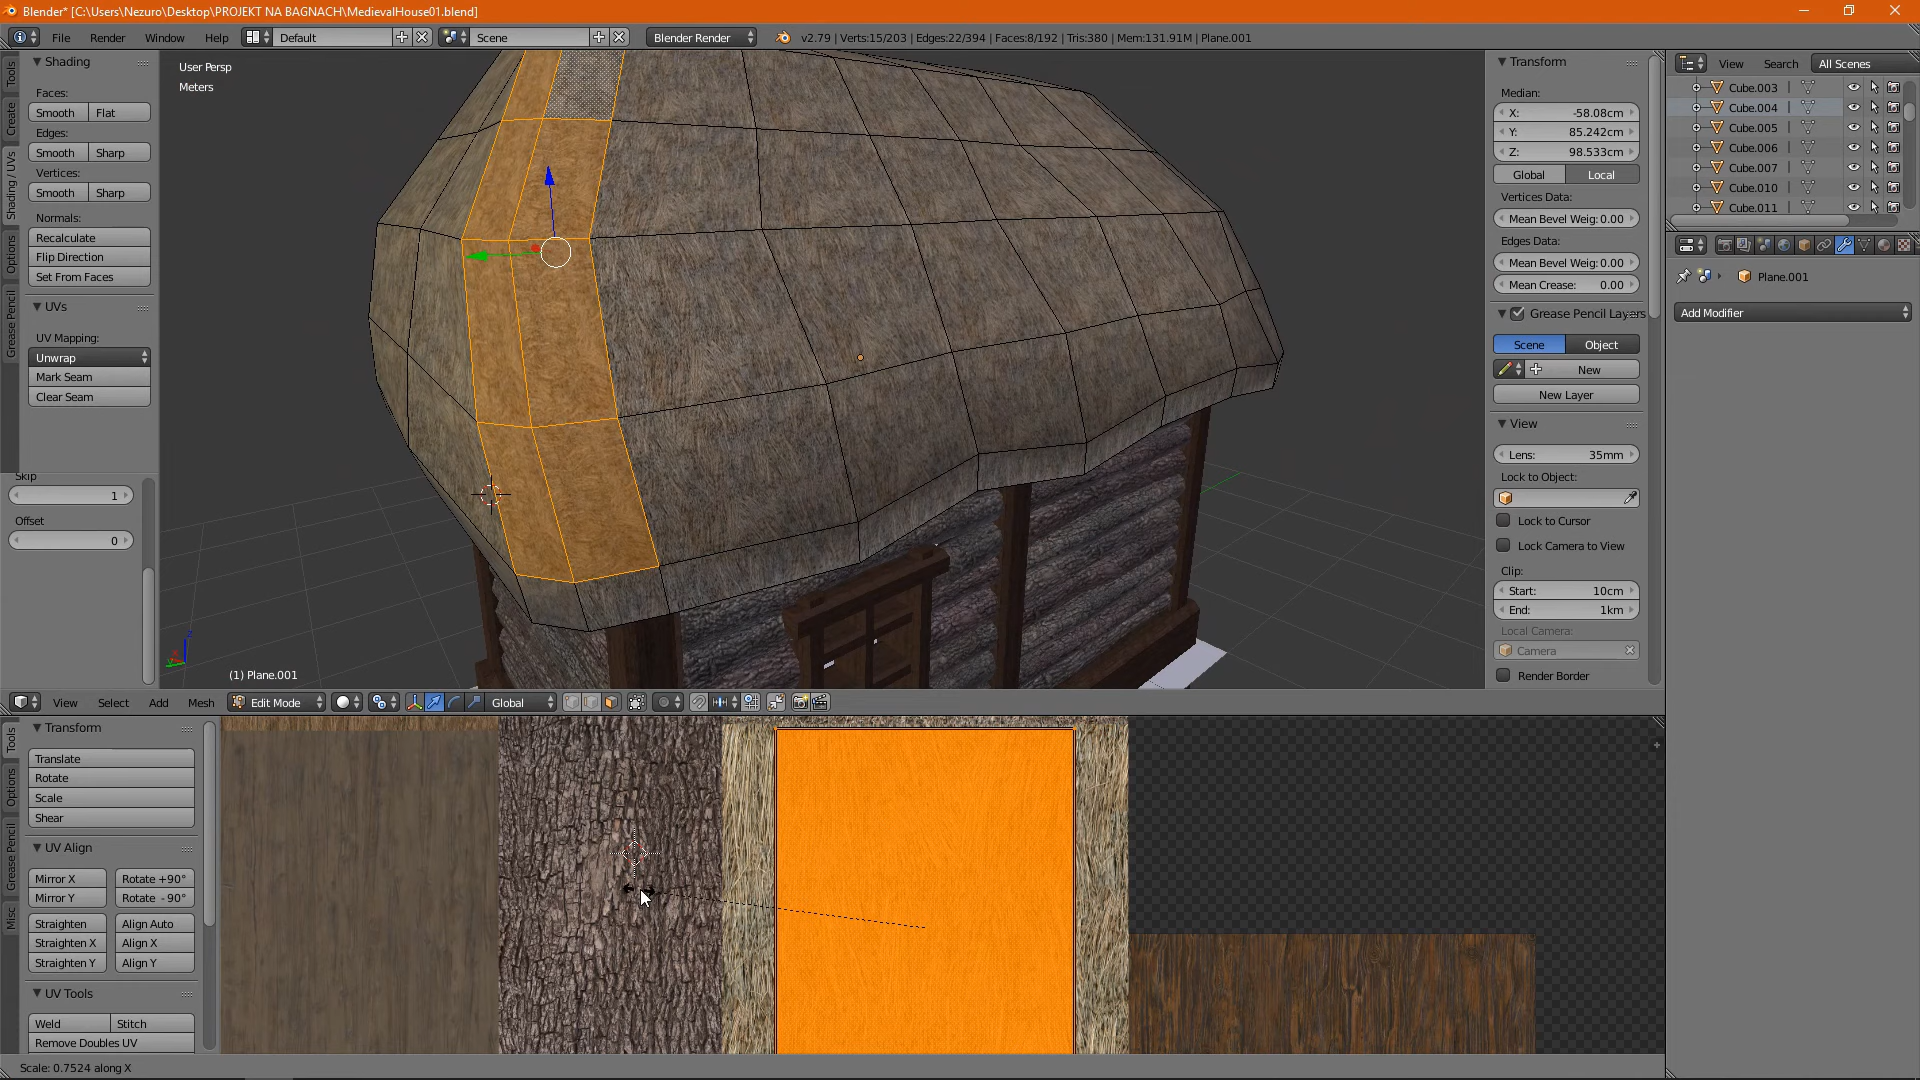 Blender* [C:\Users\Nezuro\Desktop\PROJEKT NA BAGNACH\MedievalHouse01.blend]
File Render Window Help Default Scene Blender Render v2.79 | Verts:15/203 | Edges:22/394 | Faces:8/192 | Tris:380 | Mem:131.91M | Plane.001
Tools
Create
Shading / UVs
Options
Grease Pencil
Shading
Faces:
Smooth Flat
Edges:
Smooth Sharp
Vertices:
Smooth Sharp
Normals:
Recalculate
Flip Direction
Set From Faces
UVs
UV Mapping:
Unwrap
Mark Seam
Clear Seam
Skip
1
Offset
0
User Persp
Meters
(1) Plane.001
Transform
Median:
X: -58.08cm
Y: 85.242cm
Z: 98.533cm
Global Local
Vertices Data:
Mean Bevel Weig: 0.00
Edges Data:
Mean Bevel Weig: 0.00
Mean Crease: 0.00
Grease Pencil Layers
Scene Object
New
New Layer
View
Lens: 35mm
Lock to Object:
Lock to Cursor
Lock Camera to View
Clip:
Start: 10cm
End: 1km
Local Camera:
Camera
Render Border
View Search All Scenes
Cube.003
Cube.004
Cube.005
Cube.006
Cube.007
Cube.010
Cube.011
Plane.001
Add Modifier
View Select Add Mesh Edit Mode Global
Tools
Options
Grease Pencil
Misc
Transform
Translate
Rotate
Scale
Shear
UV Align
Mirror X Rotate +90°
Mirror Y Rotate -90°
Straighten Align Auto
Straighten X Align X
Straighten Y Align Y
UV Tools
Weld Stitch
Remove Doubles UV
Scale: 0.7524 along X